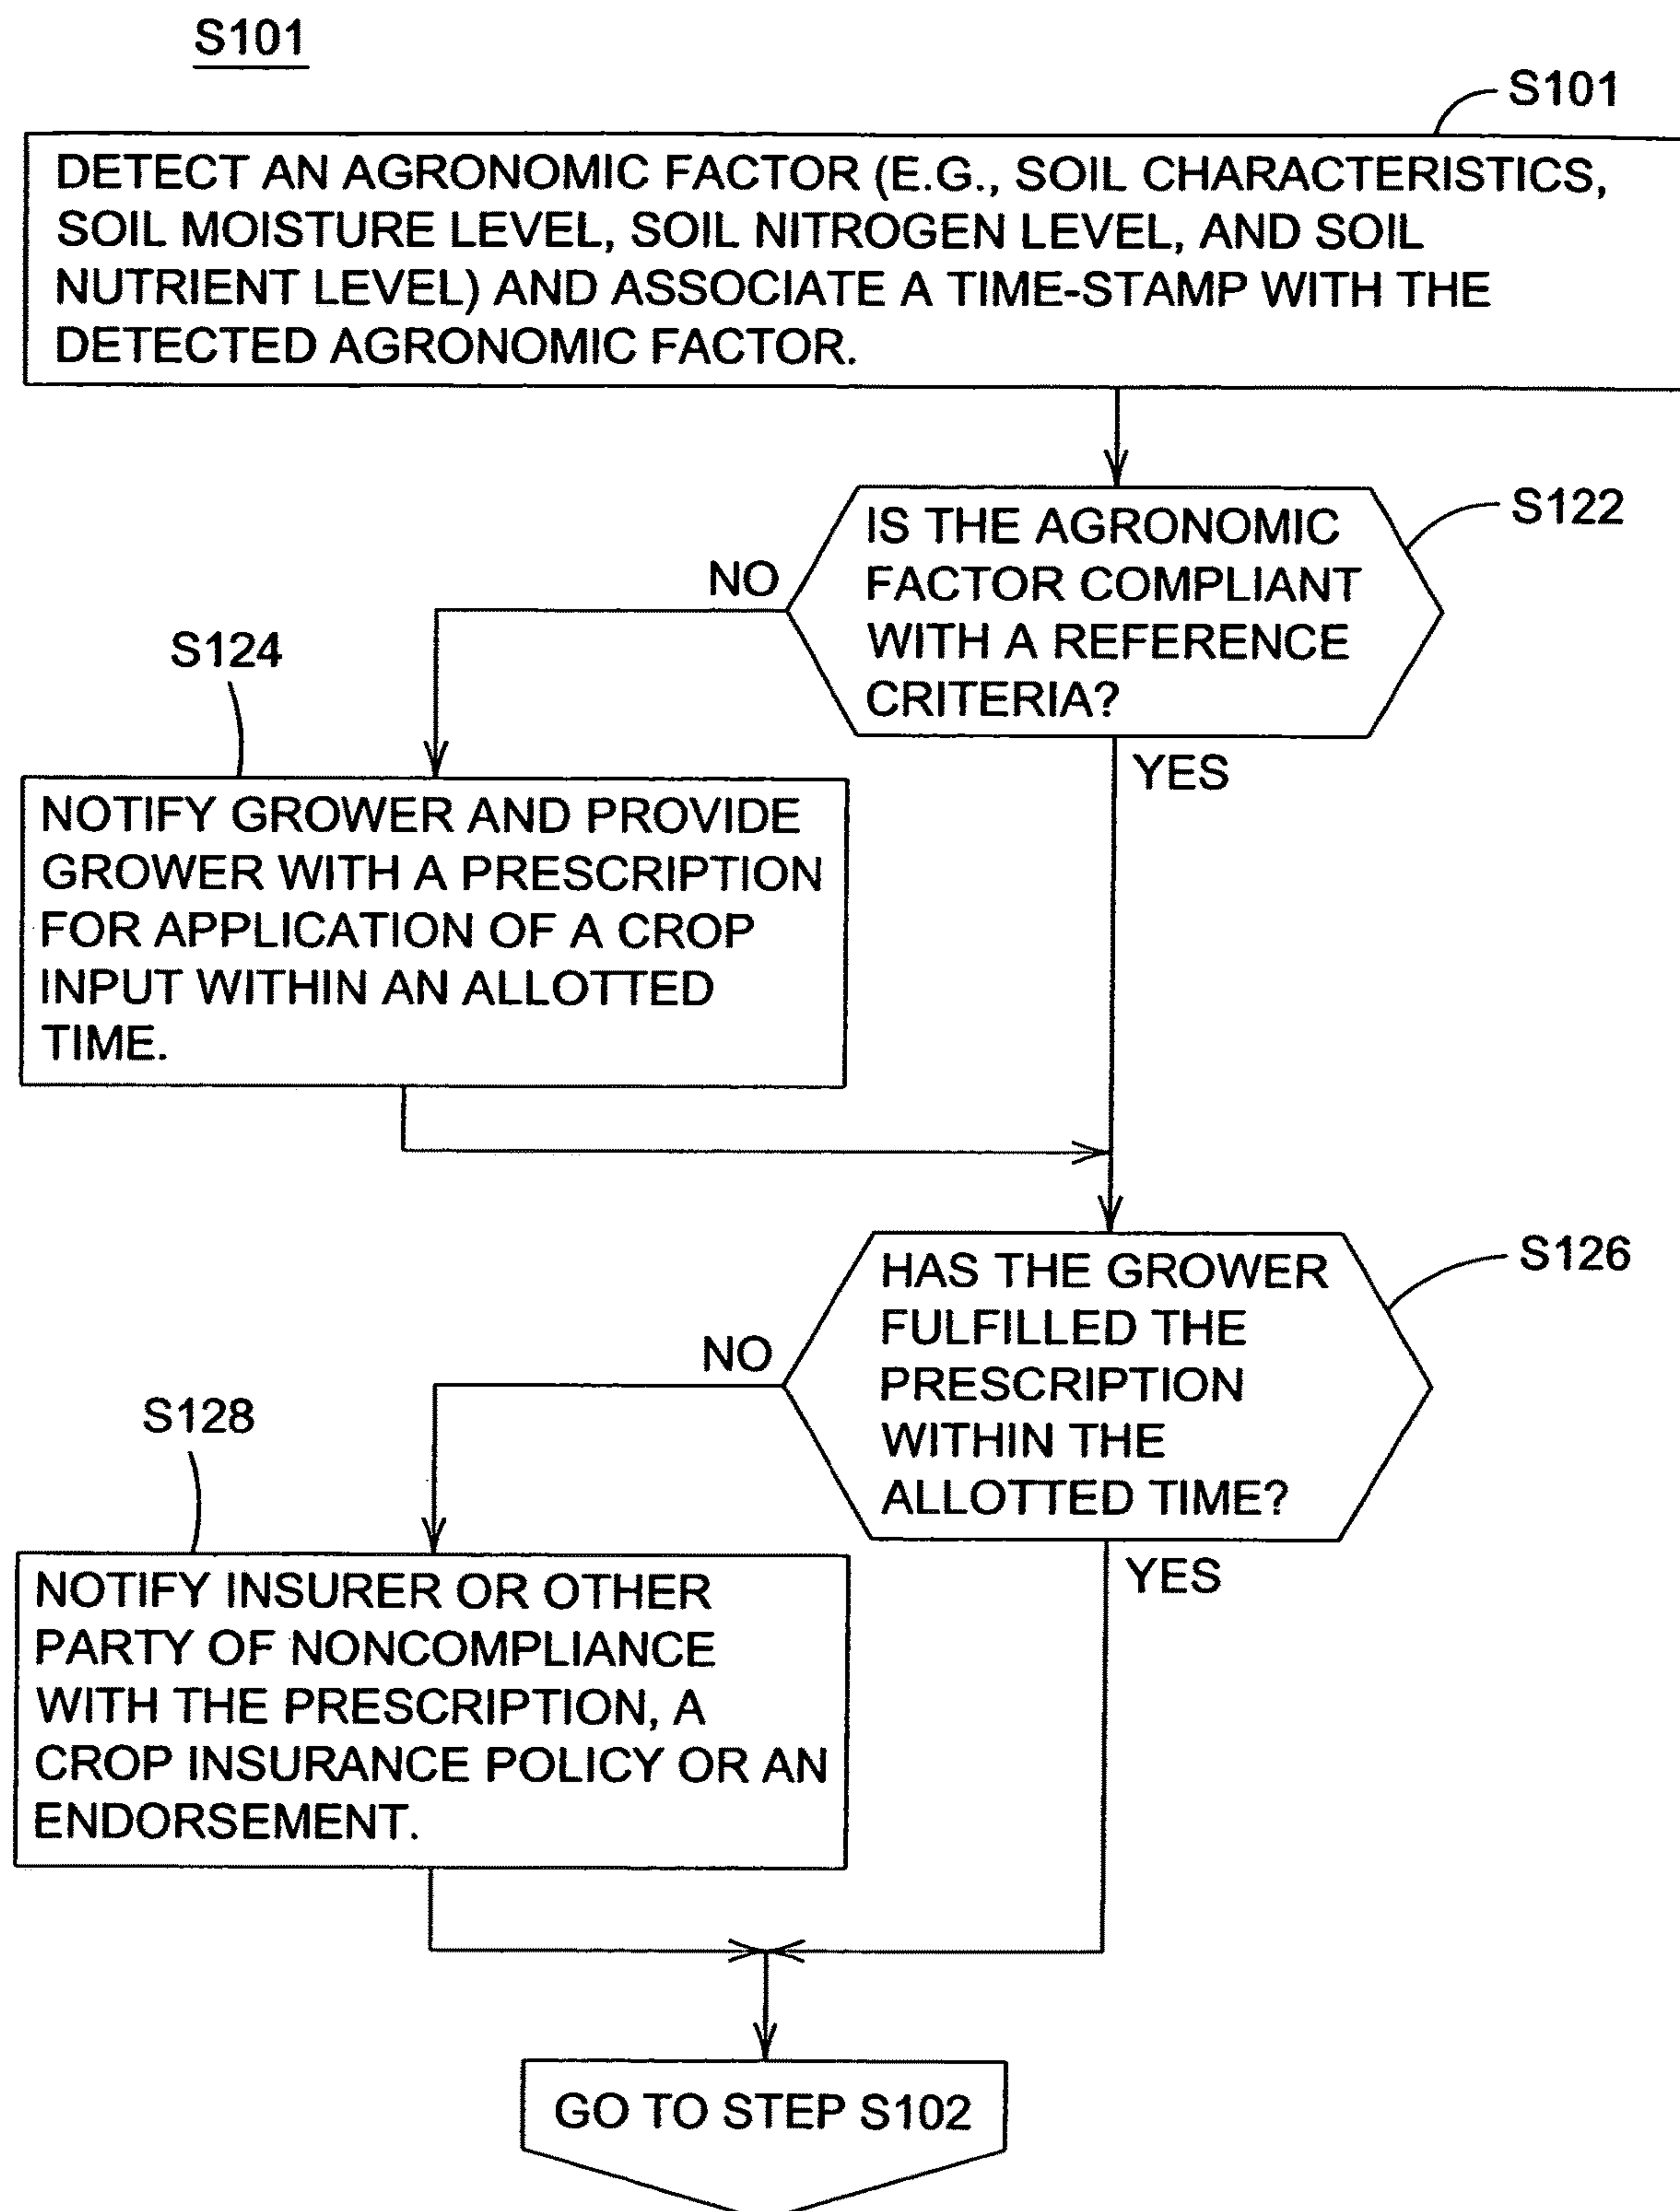 S101
S101
DETECT AN AGRONOMIC FACTOR (E.G., SOIL CHARACTERISTICS,
SOIL MOISTURE LEVEL, SOIL NITROGEN LEVEL, AND SOIL
NUTRIENT LEVEL) AND ASSOCIATE A TIME-STAMP WITH THE
DETECTED AGRONOMIC FACTOR.
S122
IS THE AGRONOMIC
FACTOR COMPLIANT
WITH A REFERENCE
CRITERIA?
NO
YES
S124
NOTIFY GROWER AND PROVIDE
GROWER WITH A PRESCRIPTION
FOR APPLICATION OF A CROP
INPUT WITHIN AN ALLOTTED
TIME.
S126
HAS THE GROWER
FULFILLED THE
PRESCRIPTION
WITHIN THE
ALLOTTED TIME?
NO
YES
S128
NOTIFY INSURER OR OTHER
PARTY OF NONCOMPLIANCE
WITH THE PRESCRIPTION, A
CROP INSURANCE POLICY OR AN
ENDORSEMENT.
GO TO STEP S102